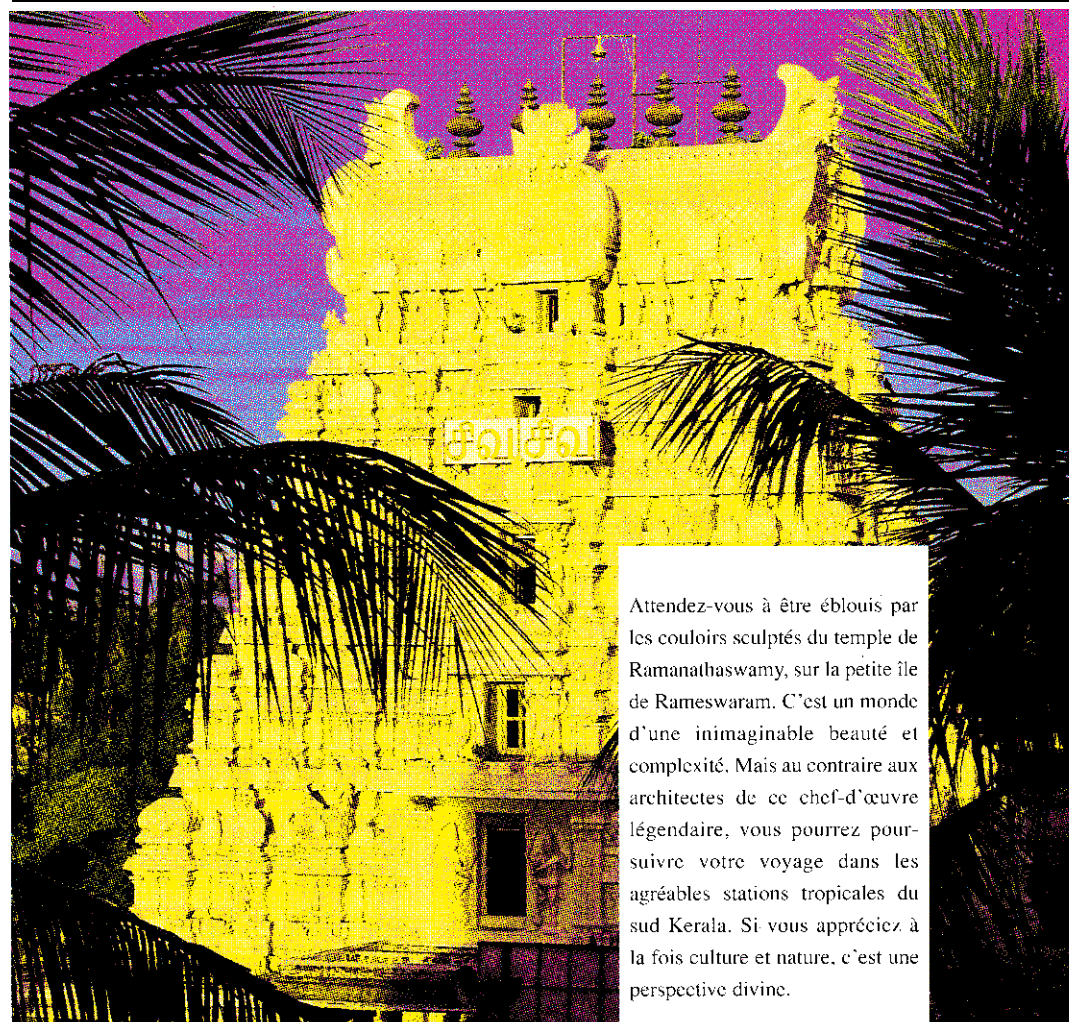 சிவசிவ
Attendez-vous à être éblouis par
les couloirs sculptés du temple de
Ramanathaswamy, sur la petite île
de Rameswaram. C'est un monde
d'une inimaginable beauté et
complexité. Mais au contraire aux
architectes de ce chef-d'œuvre
légendaire, vous pourrez pour-
suivre votre voyage dans les
agréables stations tropicales du
sud Kerala. Si vous appréciez à
la fois culture et nature, c'est une
perspective divine.